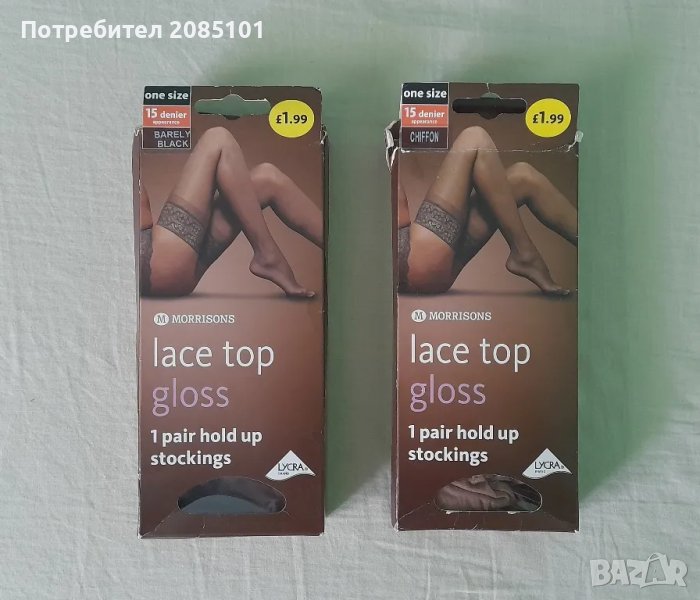 Потребител 2085101
one size
15 denier
appearance
BARELY
BLACK
£1.99
M MORRISONS
lace top
gloss
1 pair hold up
stockings
LYCRA
one size
15 denier
appearance
CHIFFON
£1.99
M MORRISONS
lace top
gloss
1 pair hold up
stockings
LYCRA
BAZAR